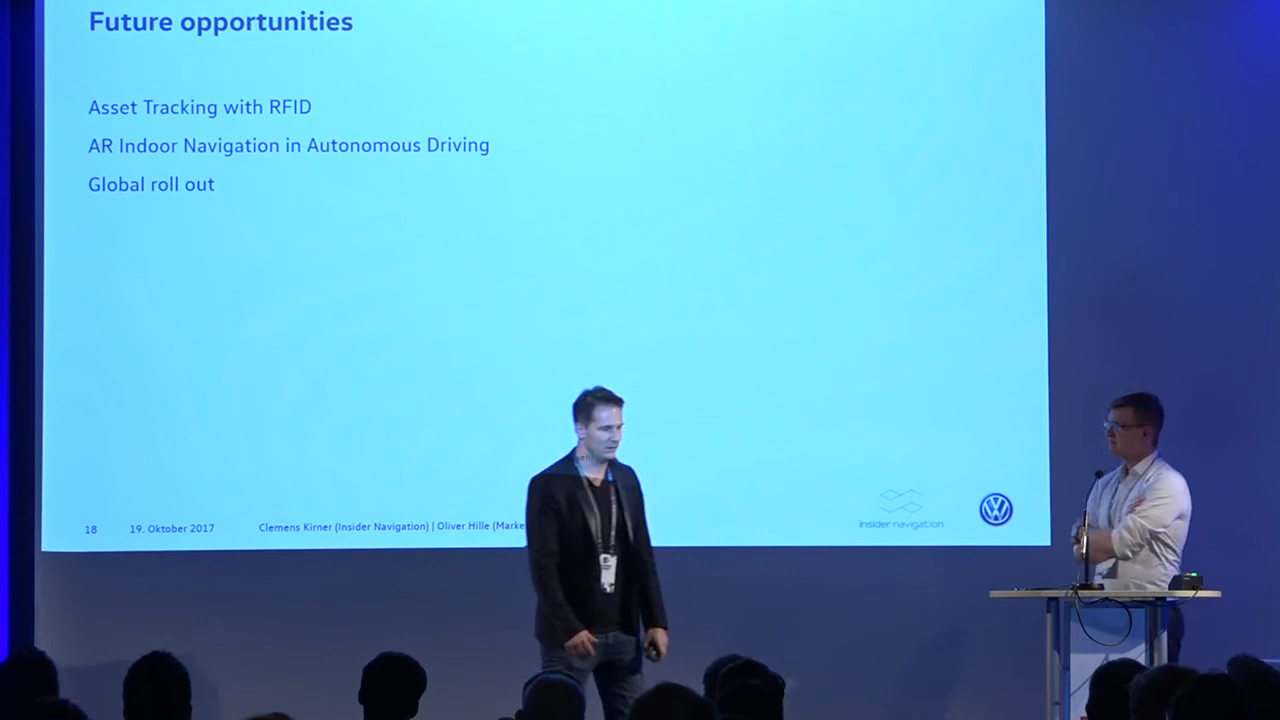 Future opportunities
Asset Tracking with RFID
AR Indoor Navigation in Autonomous Driving
Global roll out
18 19. Oktober 2017 Clemens Kirner (Insider Navigation) | Oliver Hille (Marke
insider navigation